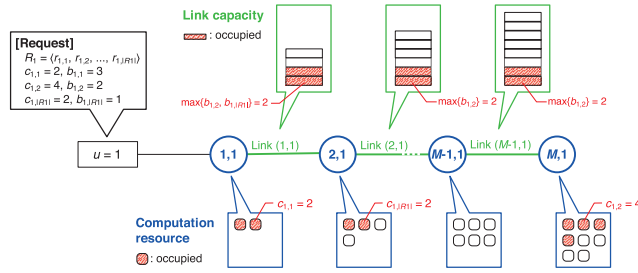 Link capacity
: occupied
[Request]
R1 = (r1,1, r1,2, ..., r1,|R1|)
c1,1 = 2, b1,1 = 3
c1,2 = 4, b1,2 = 2
c1,|R1| = 2, b1,|R1| = 1
max{b1,2, b1,|R1|} = 2
max{b1,2} = 2
max{b1,2} = 2
u = 1
1,1
Link (1,1)
2,1
Link (2,1)
....
M-1,1
Link (M-1,1)
M,1
c1,1 = 2
c1,|R1| = 2
c1,2 = 4
Computation
resource
: occupied